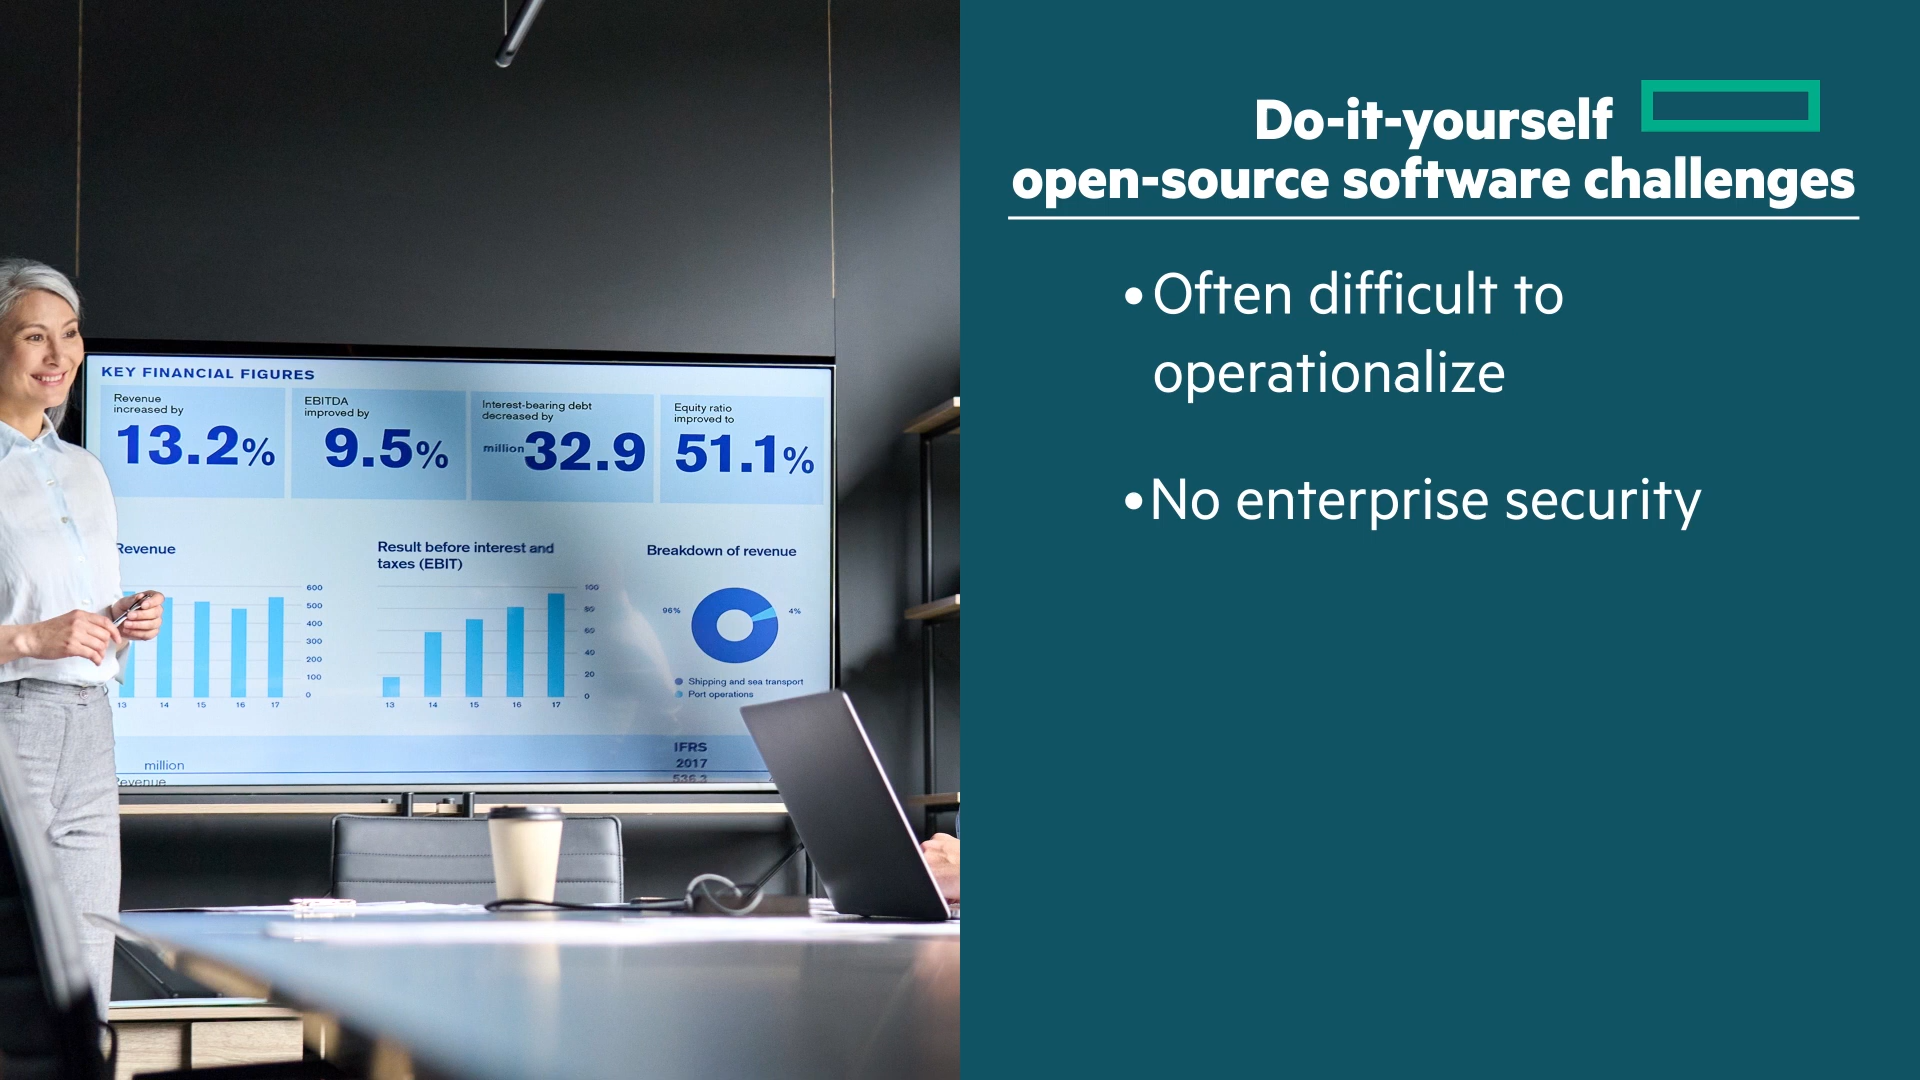 Do-it-yourself
open-source software challenges
•Often difficult to
operationalize
•No enterprise security
KEY FINANCIAL FIGURES
Revenue
increased by
13.2%
EBITDA
improved by
9.5%
Interest-bearing debt
decreased by
million 32.9
Equity ratio
improved to
51.1%
Revenue
600
500
400
300
200
100
0
13 14 15 16 17
Result before interest and
taxes (EBIT)
100
80
60
40
20
0
13 14 15 16 17
Breakdown of revenue
96% 4%
Shipping and sea transport
Port operations
IFRS
million 2017
Revenue 536.3